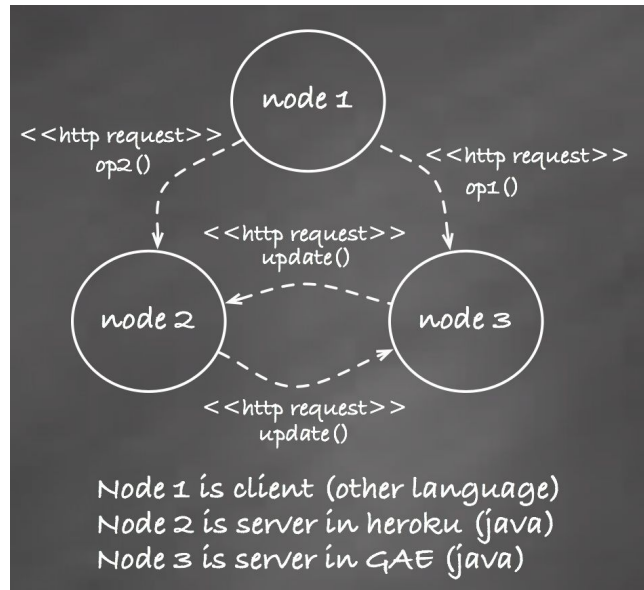 node 1
<<http request>>
op2()
<<http request>>
op1()
<<http request>>
update()
node 2
node 3
<<http request>>
update()
Node 1 is client (other language)
Node 2 is server in heroku (java)
Node 3 is server in GAE (java)